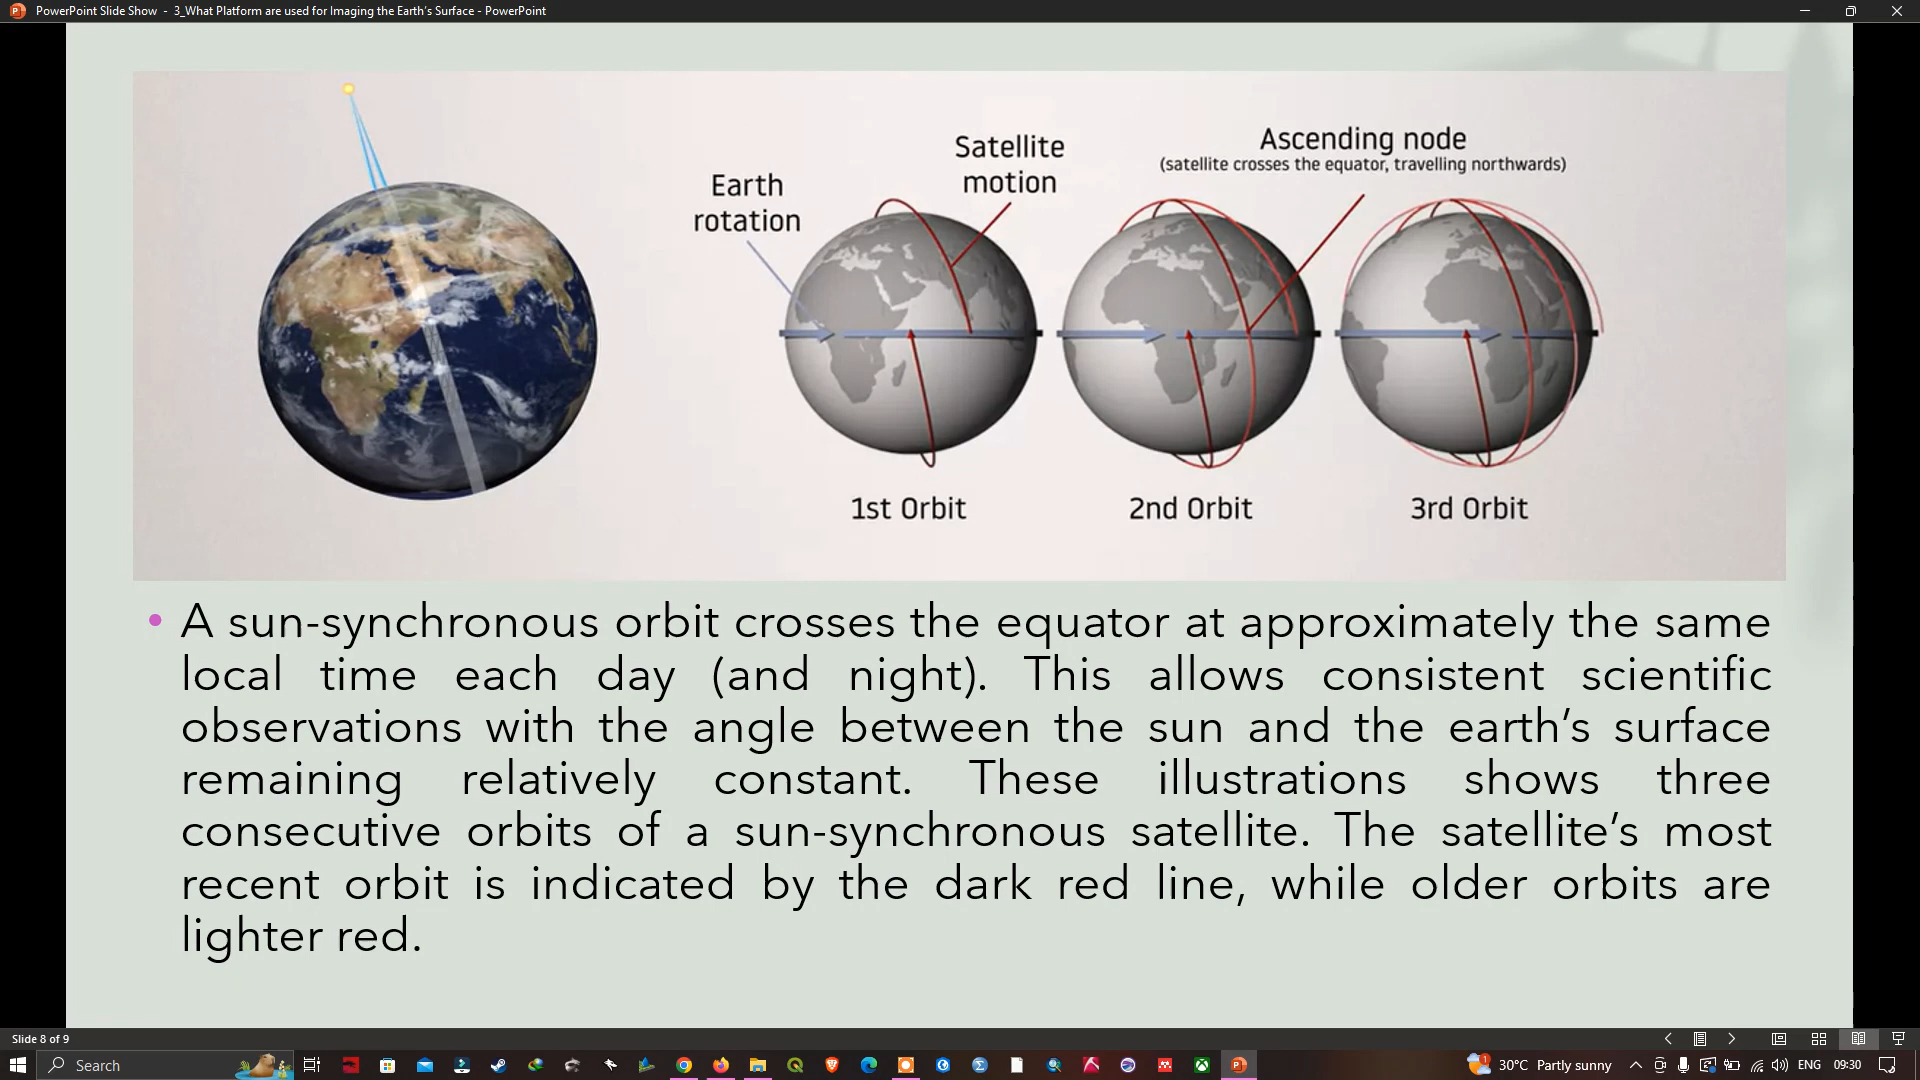 PowerPoint Slide Show - 3_What Platform are used for Imaging the Earth's Surface - PowerPoint
Earth
rotation
Satellite
motion
Ascending node
(satellite crosses the equator, travelling northwards)
1st Orbit
2nd Orbit
3rd Orbit
• A sun-synchronous orbit crosses the equator at approximately the same
local time each day (and night). This allows consistent scientific
observations with the angle between the sun and the earth’s surface
remaining relatively constant. These illustrations shows three
consecutive orbits of a sun-synchronous satellite. The satellite’s most
recent orbit is indicated by the dark red line, while older orbits are
lighter red.
Slide 8 of 9
Search
1
30°C Partly sunny
ENG
09:30